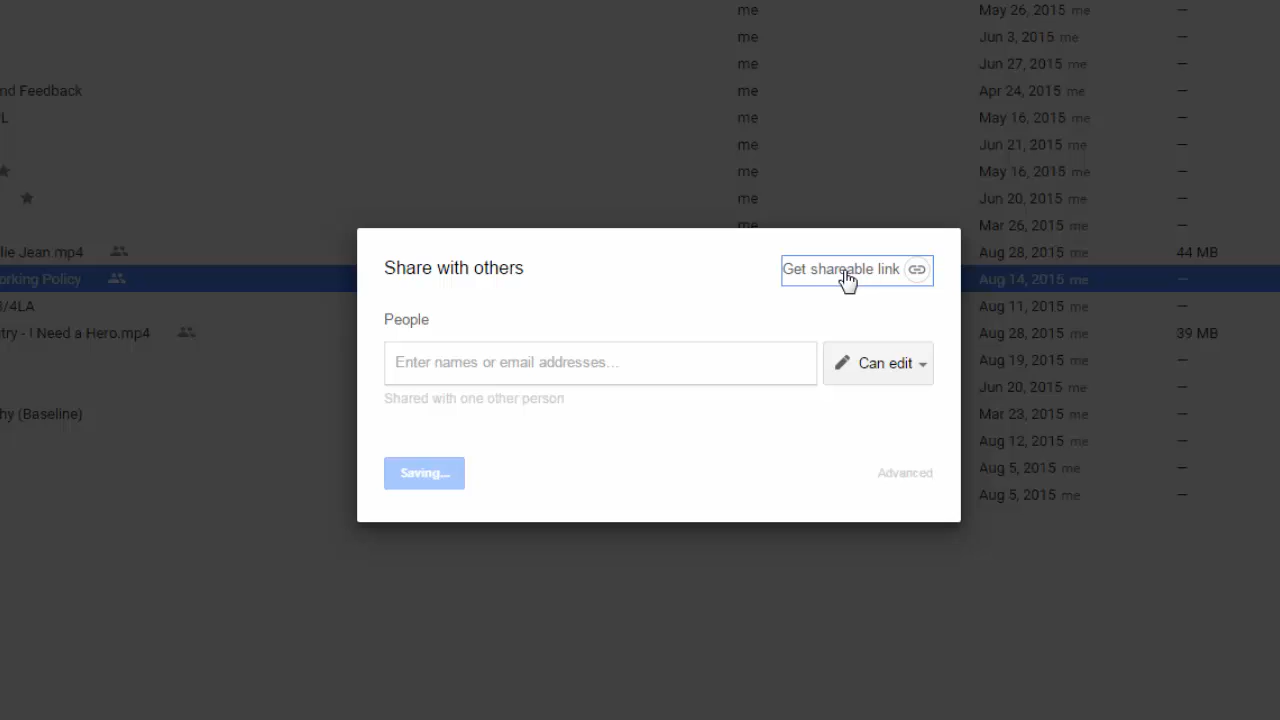 me May 26, 2015 me —
me Jun 3, 2015 me —
me Jun 27, 2015 me —
nd Feedback me Apr 24, 2015 me —
L me May 16, 2015 me —
me Jun 21, 2015 me —
me May 16, 2015 me —
me Jun 20, 2015 me —
me Mar 26, 2015 me —
lie Jean.mp4 Aug 28, 2015 me 44 MB
orking Policy Aug 14, 2015 me —
/4LA Aug 11, 2015 me —
try - I Need a Hero.mp4 Aug 28, 2015 me 39 MB
Aug 19, 2015 me —
Jun 20, 2015 me —
hy (Baseline) Mar 23, 2015 me —
Aug 12, 2015 me —
Aug 5, 2015 me —
Aug 5, 2015 me —
Share with others
Get shareable link
People
Enter names or email addresses...
Can edit
Shared with one other person
Saving...
Advanced